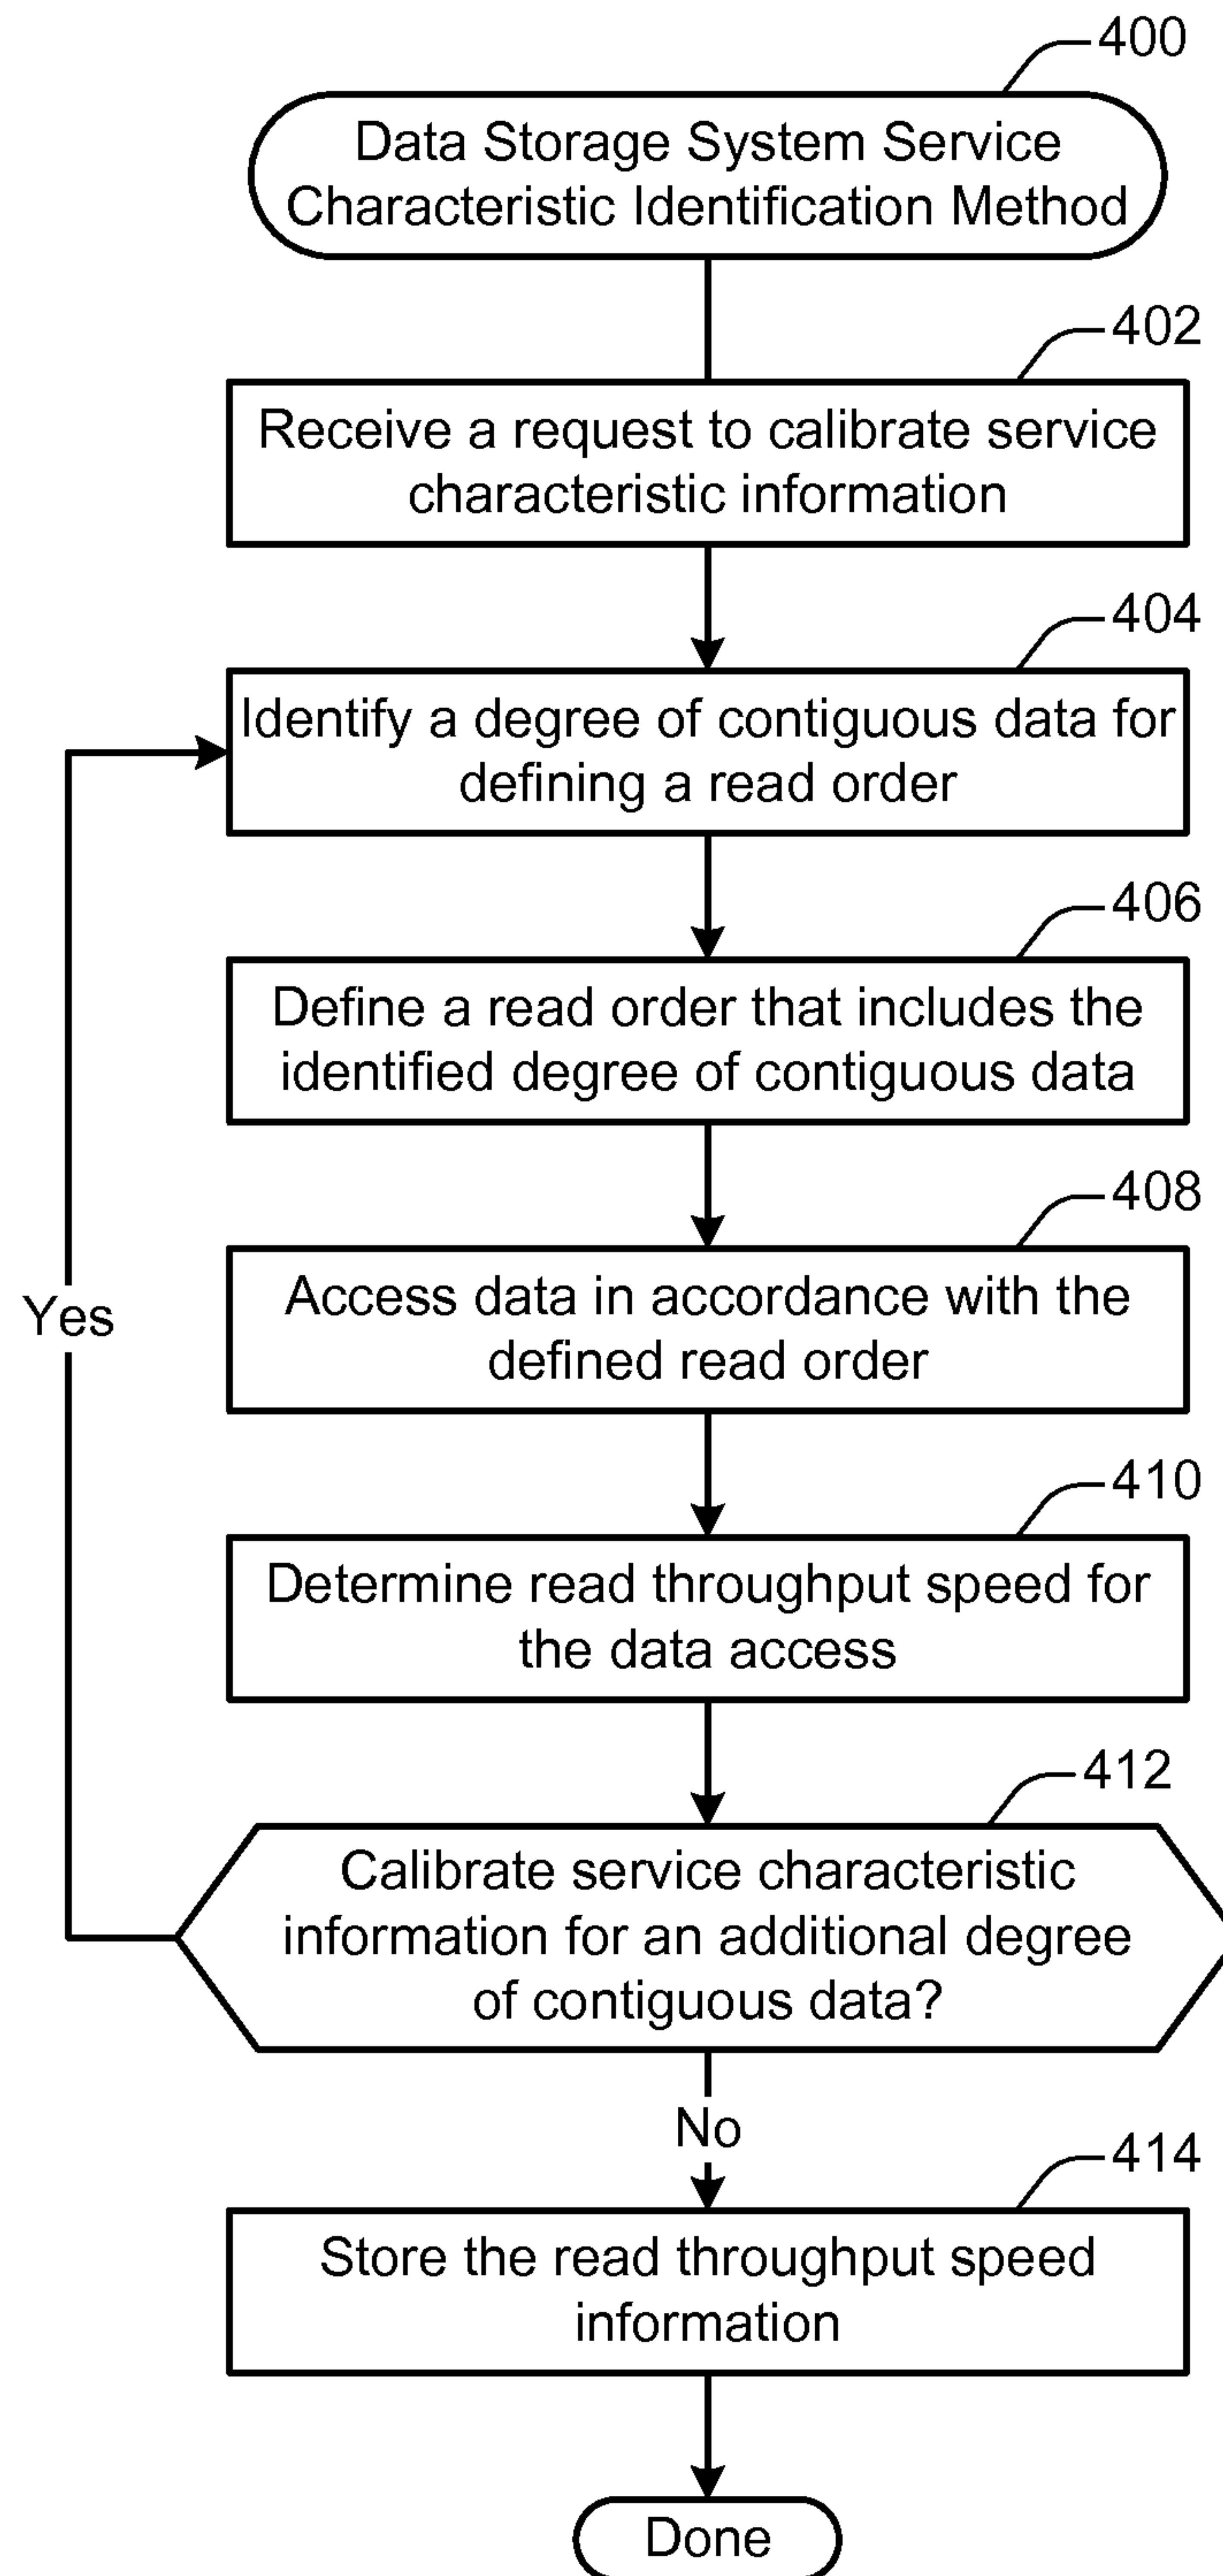 400
Data Storage System Service
Characteristic Identification Method
402
Receive a request to calibrate service
characteristic information
404
Identify a degree of contiguous data for
defining a read order
406
Define a read order that includes the
identified degree of contiguous data
408
Access data in accordance with the
defined read order
Yes
410
Determine read throughput speed for
the data access
412
Calibrate service characteristic
information for an additional degree
of contiguous data?
No
414
Store the read throughput speed
information
Done